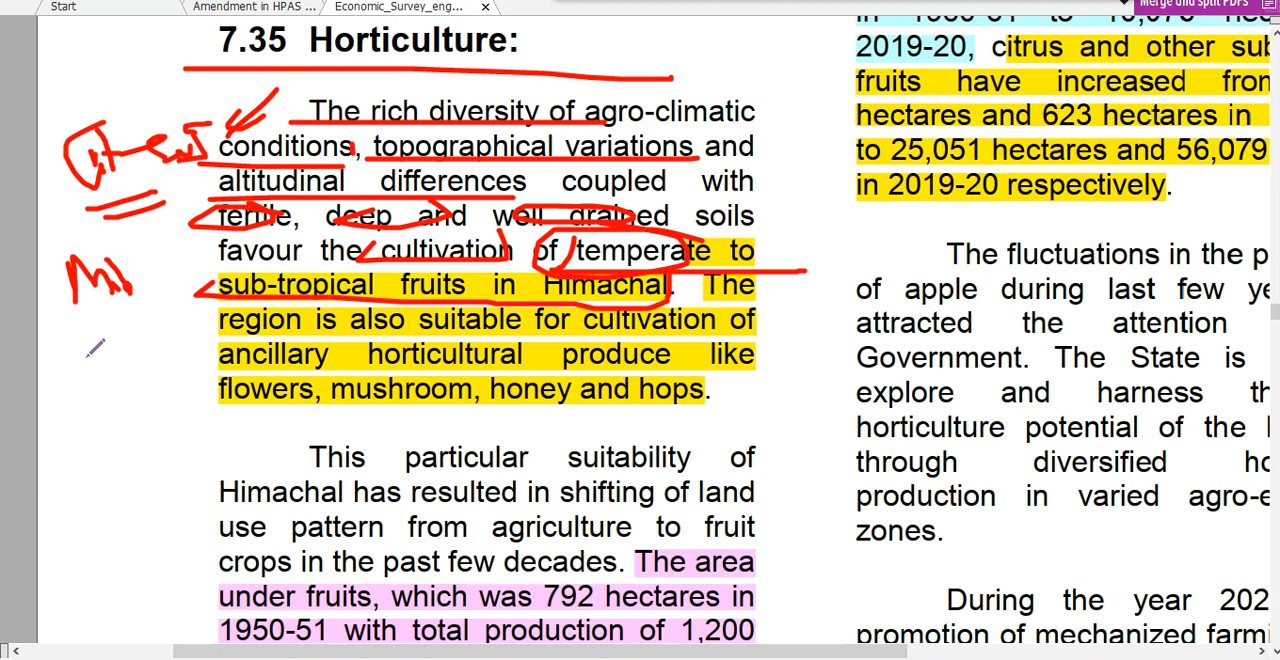 Start
Amendment in HPAS ...
Economic_Survey_eng...
Merge and Split PDFs
7.35 Horticulture:
The rich diversity of agro-climatic
conditions, topographical variations and
altitudinal differences coupled with
fertile, deep and well drained soils
favour the cultivation of temperate to
sub-tropical fruits in Himachal. The
region is also suitable for cultivation of
ancillary horticultural produce like
flowers, mushroom, honey and hops.
This particular suitability of
Himachal has resulted in shifting of land
use pattern from agriculture to fruit
crops in the past few decades. The area
under fruits, which was 792 hectares in
1950-51 with total production of 1,200
2019-20, citrus and other sub
fruits have increased from
hectares and 623 hectares in
to 25,051 hectares and 56,079
in 2019-20 respectively.
The fluctuations in the p
of apple during last few ye
attracted the attention
Government. The State is
explore and harness th
horticulture potential of the
through diversified ho
production in varied agro-e
zones.
During the year 202
promotion of mechanized farmi